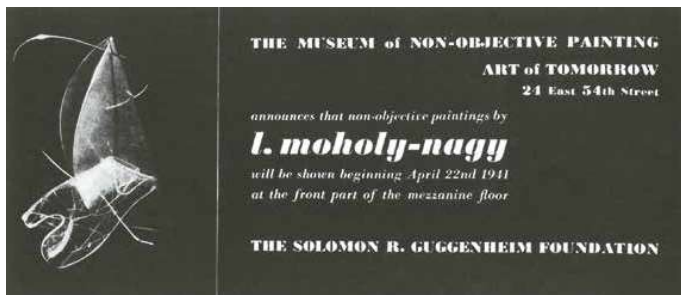 THE MUSEUM of NON-OBJECTIVE PAINTING
ART of TOMORROW
24 East 54th Street
announces that non-objective paintings by
l. moholy-nagy
will be shown beginning April 22nd 1941
at the front part of the mezzanine floor
THE SOLOMON R. GUGGENHEIM FOUNDATION